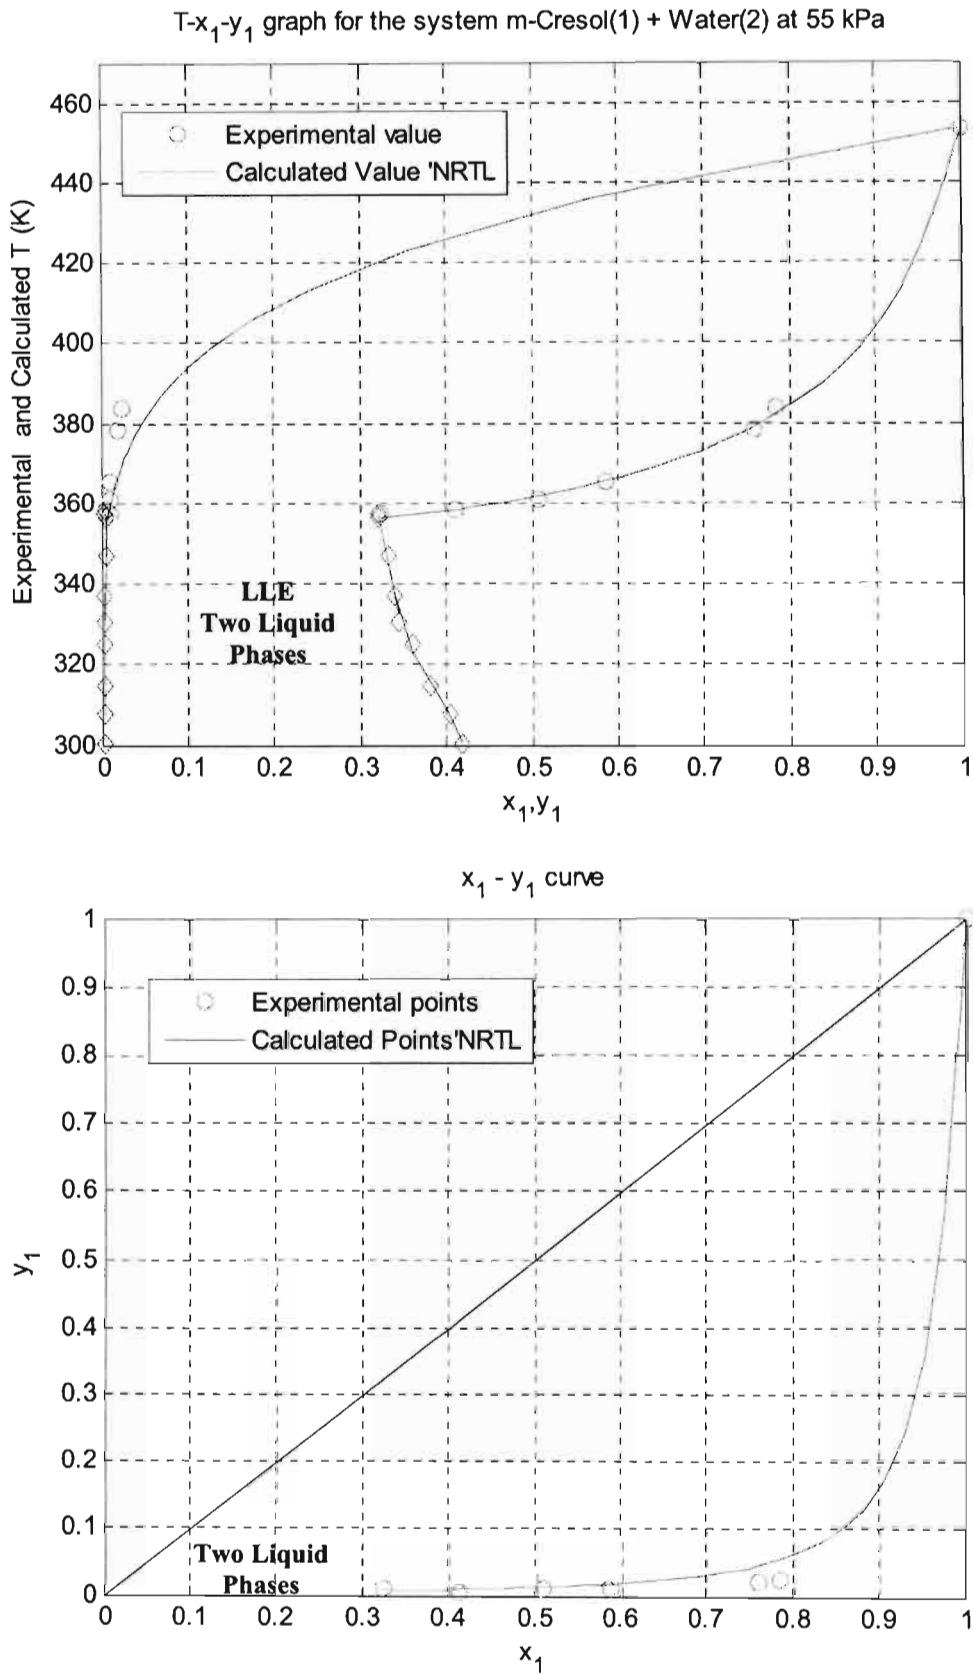 T-x1-y1 graph for the system m-Cresol(1) + Water(2) at 55 kPa
Experimental and Calculated T (K)
460
440
420
400
380
360
340
320
300
Experimental value
Calculated Value 'NRTL
LLE
Two Liquid
Phases
0 0.1 0.2 0.3 0.4 0.5 0.6 0.7 0.8 0.9 1
x1,y1
x1 - y1 curve
y1
1
0.9
0.8
0.7
0.6
0.5
0.4
0.3
0.2
0.1
0
Experimental points
Calculated Points'NRTL
Two Liquid
Phases
0 0.1 0.2 0.3 0.4 0.5 0.6 0.7 0.8 0.9 1
x1